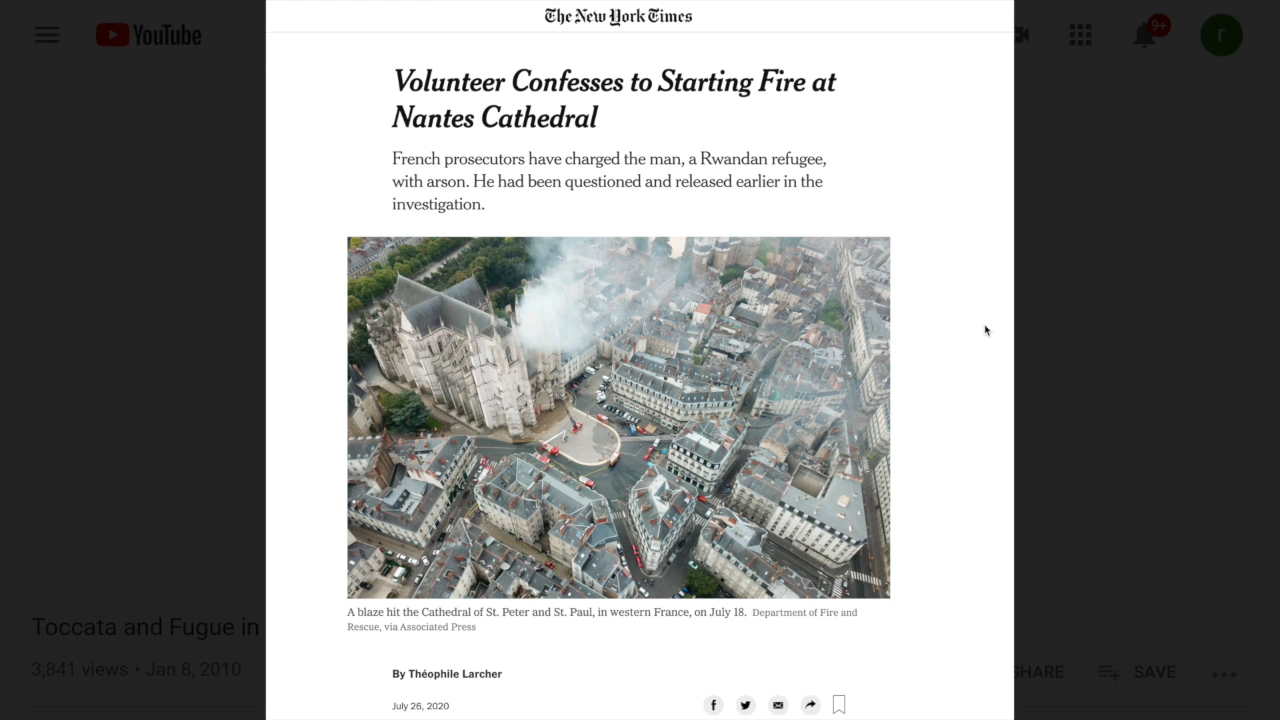 The New York Times
YouTube
9+
r
Volunteer Confesses to Starting Fire at
Nantes Cathedral
French prosecutors have charged the man, a Rwandan refugee,
with arson. He had been questioned and released earlier in the
investigation.
A blaze hit the Cathedral of St. Peter and St. Paul, in western France, on July 18. Department of Fire and
Rescue, via Associated Press
Toccata and Fugue in
3,841 views • Jan 8, 2010
SHARE
SAVE
By Théophile Larcher
July 26, 2020